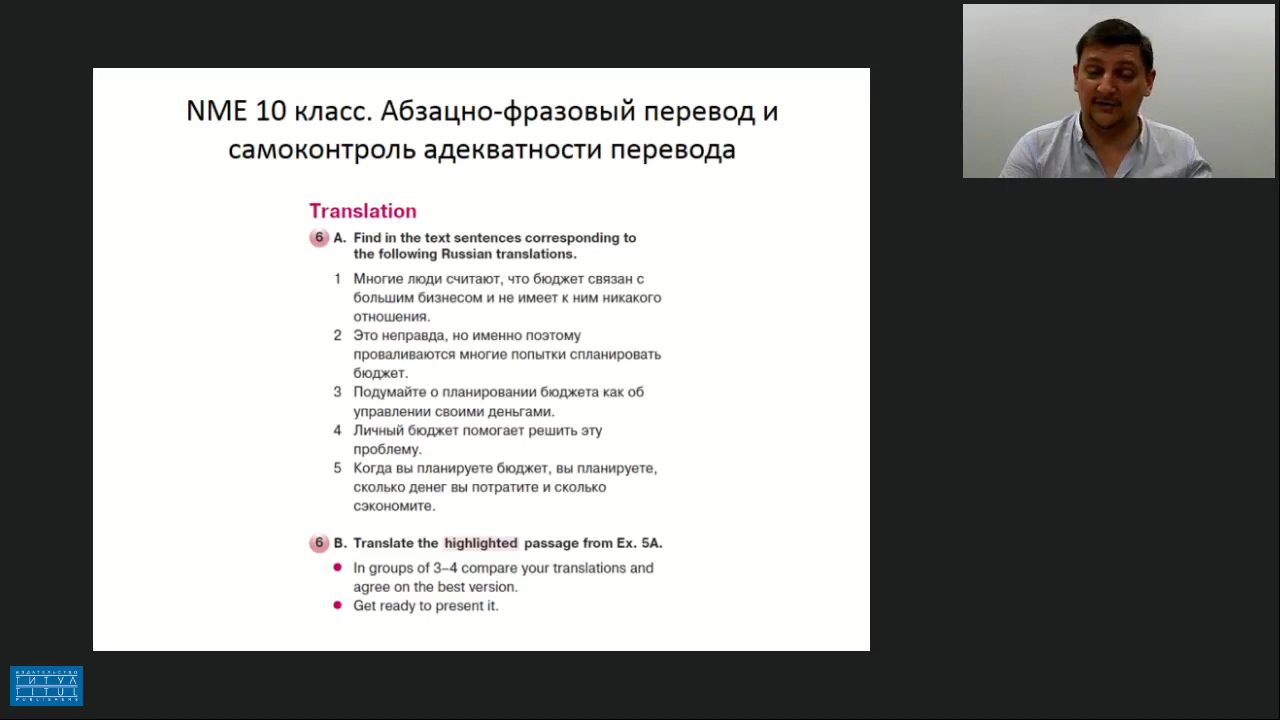 NME 10 класс. Абзацно-фразовый перевод и
самоконтроль адекватности перевода
Translation
6 A. Find in the text sentences corresponding to
the following Russian translations.
1 Многие люди считают, что бюджет связан с
большим бизнесом и не имеет к ним никакого
отношения.
2 Это неправда, но именно поэтому
проваливаются многие попытки спланировать
бюджет.
3 Подумайте о планировании бюджета как об
управлении своими деньгами.
4 Личный бюджет помогает решить эту
проблему.
5 Когда вы планируете бюджет, вы планируете,
сколько денег вы потратите и сколько
сэкономите.
6 B. Translate the highlighted passage from Ex. 5A.
• In groups of 3–4 compare your translations and
agree on the best version.
• Get ready to present it.
ИЗДАТЕЛЬСТВО
ТИТУЛ
TITUL
PUBLISHERS